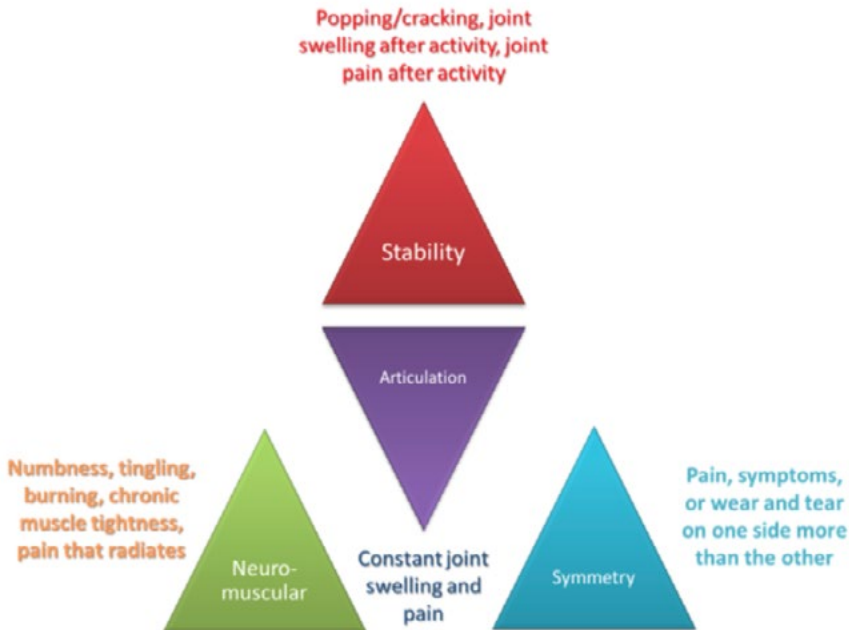 Popping/cracking, joint
swelling after activity, joint
pain after activity
Stability
Articulation
Numbness, tingling,
burning, chronic
muscle tightness,
pain that radiates
Neuro-
muscular
Constant joint
swelling and
pain
Symmetry
Pain, symptoms,
or wear and tear
on one side more
than the other